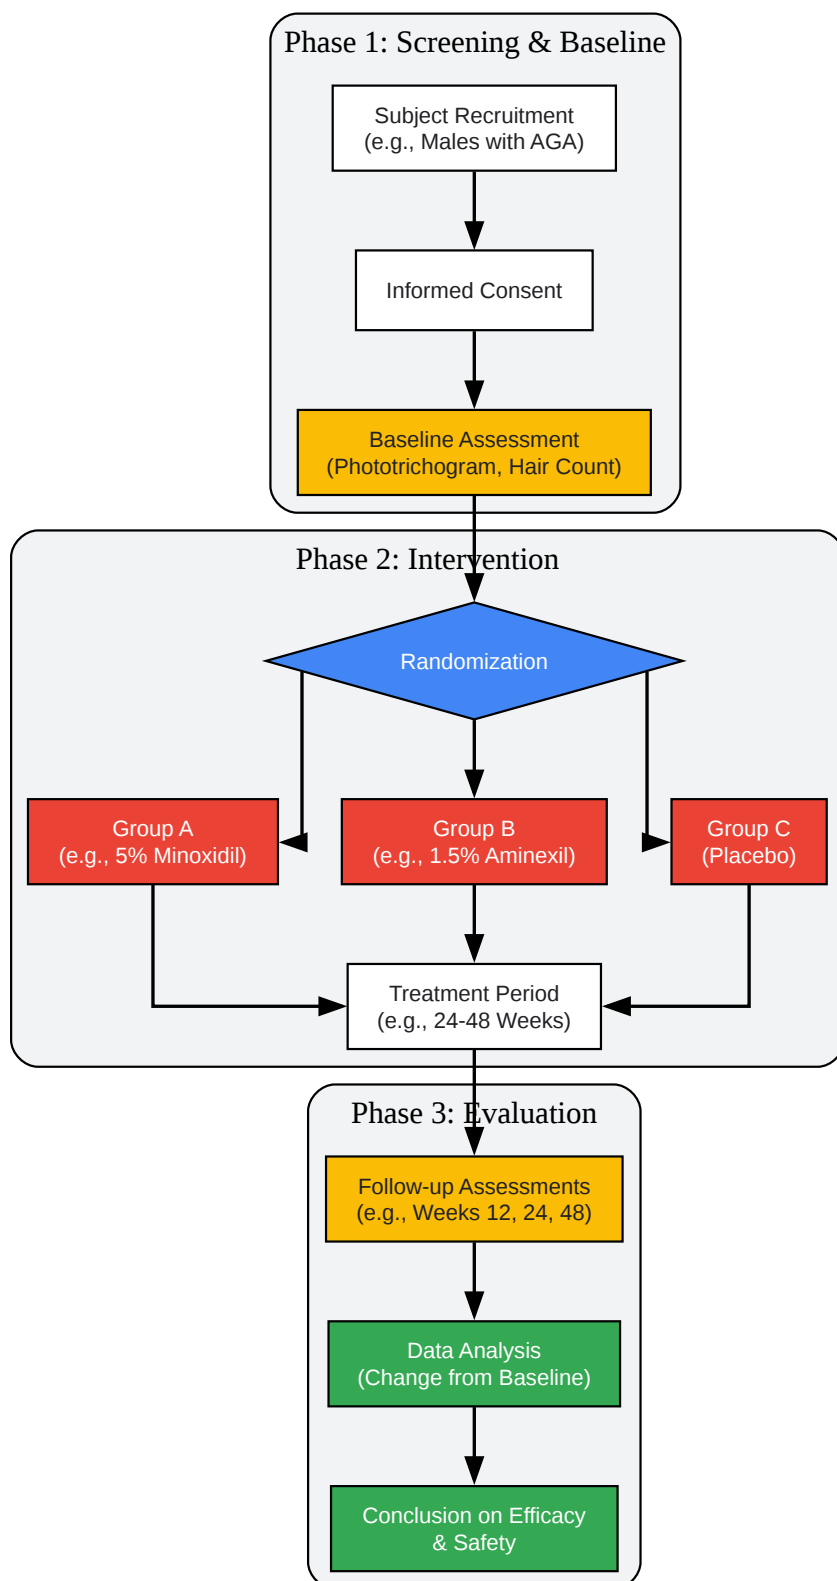 Phase 1: Screening & Baseline
Subject Recruitment
(e.g., Males with AGA)
Informed Consent
Baseline Assessment
(Phototrichogram, Hair Count)
Phase 2: Intervention
Randomization
Group A
(e.g., 5% Minoxidil)
Group B
(e.g., 1.5% Aminexil)
Group C
(Placebo)
Treatment Period
(e.g., 24-48 Weeks)
Phase 3: Evaluation
Follow-up Assessments
(e.g., Weeks 12, 24, 48)
Data Analysis
(Change from Baseline)
Conclusion on Efficacy
& Safety